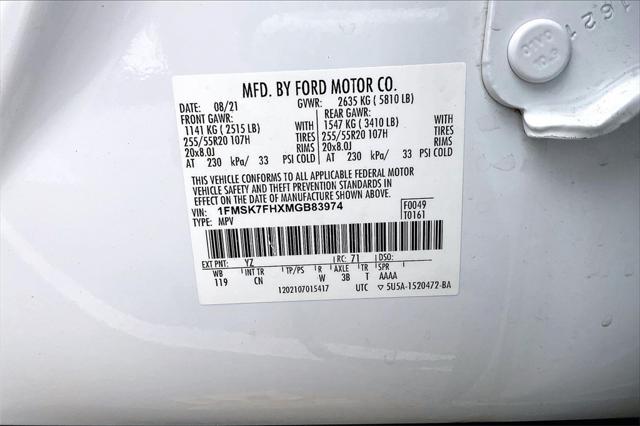 MFD. BY FORD MOTOR CO.
DATE: 08/21 GVWR: 2635 KG ( 5810 LB)
FRONT GAWR: REAR GAWR:
1141 KG ( 2515 LB) WITH 1547 KG ( 3410 LB) WITH
255/55R20 107H TIRES 255/55R20 107H TIRES
20x8.0J RIMS 20x8.0J RIMS
AT 230 kPa/ 33 PSI COLD AT 230 kPa/ 33 PSI COLD
THIS VEHICLE CONFORMS TO ALL APPLICABLE FEDERAL MOTOR
VEHICLE SAFETY AND THEFT PREVENTION STANDARDS IN
EFFECT ON THE DATE OF MANUFACTURE SHOWN ABOVE.
VIN: 1FMSK7FHXMGB83974 F0049
TYPE: MPV T0161
EXT PNT: YZ RC: 71 DSO:
WB INT TR TP/PS R AXLE TR SPR
119 CN W 3B T AAAA
1202107015417 UTC ▽ 5U5A-1520472-BA
1621